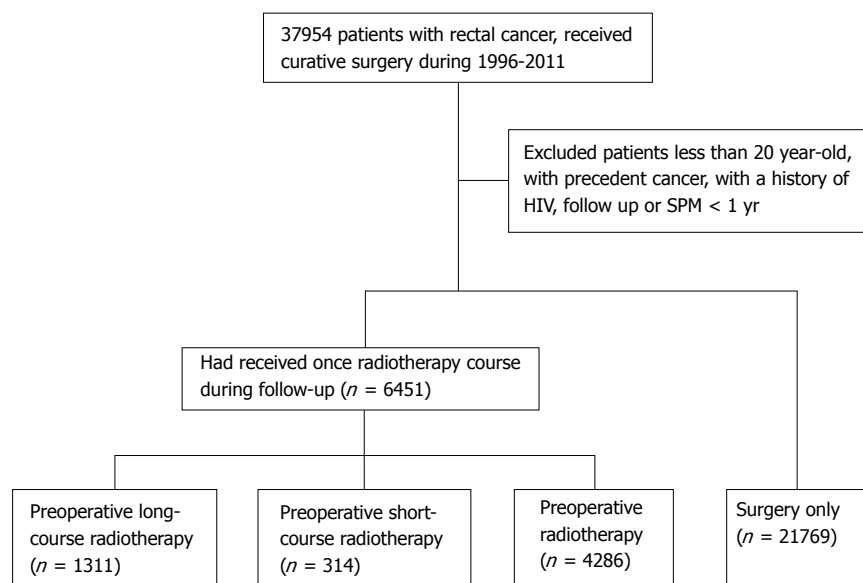 37954 patients with rectal cancer, received
curative surgery during 1996-2011
Excluded patients less than 20 year-old,
with precedent cancer, with a history of
HIV, follow up or SPM < 1 yr
Had received once radiotherapy course
during follow-up (n = 6451)
Preoperative long-
course radiotherapy
(n = 1311)
Preoperative short-
course radiotherapy
(n = 314)
Preoperative
radiotherapy
(n = 4286)
Surgery only
(n = 21769)